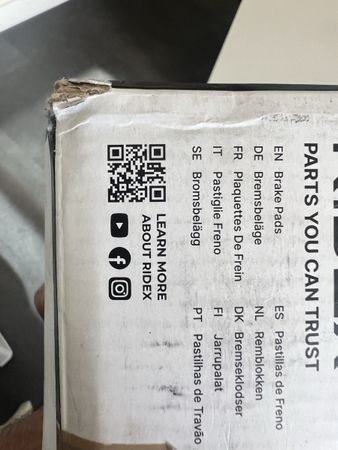 RIDEX
PARTS YOU CAN TRUST
EN Brake Pads
DE Bremsbeläge
FR Plaquettes De Frein
IT Pastiglie Freno
SE Bromsbelägg
ES Pastillas de Freno
NL Remblokken
DK Bremseklodser
FI Jarrupalat
PT Pastilhas de Travão
LEARN MORE
ABOUT RIDEX